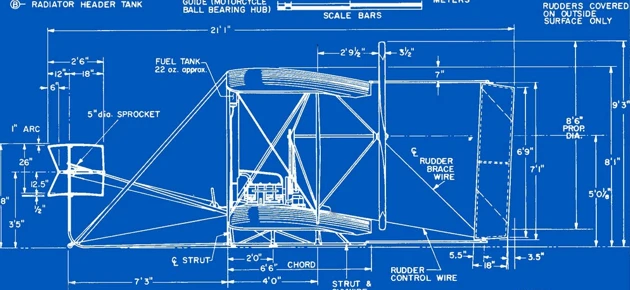 B - RADIATOR HEADER TANK
GUIDE (MOTORCYCLE
BALL BEARING HUB)
METERS
SCALE BARS
RUDDERS COVERED
ON OUTSIDE
SURFACE ONLY
21'1"
2'6"
12"
18"
6"
FUEL TANK
22 oz. approx.
2'9½"
3½"
7"
5" dia. SPROCKET
1" ARC
26"
12.5"
½"
3'5"
8"
8'6"
PROP.
DIA.
9'3"
8'1"
6'9"
7'1"
5'0⅛"
RUDDER
BRACE
WIRE
℄ STRUT
2'0"
CHORD
6'6"
7'3"
4'0"
STRUT &
RUDDER
CONTROL WIRE
5.5"
18"
3.5"